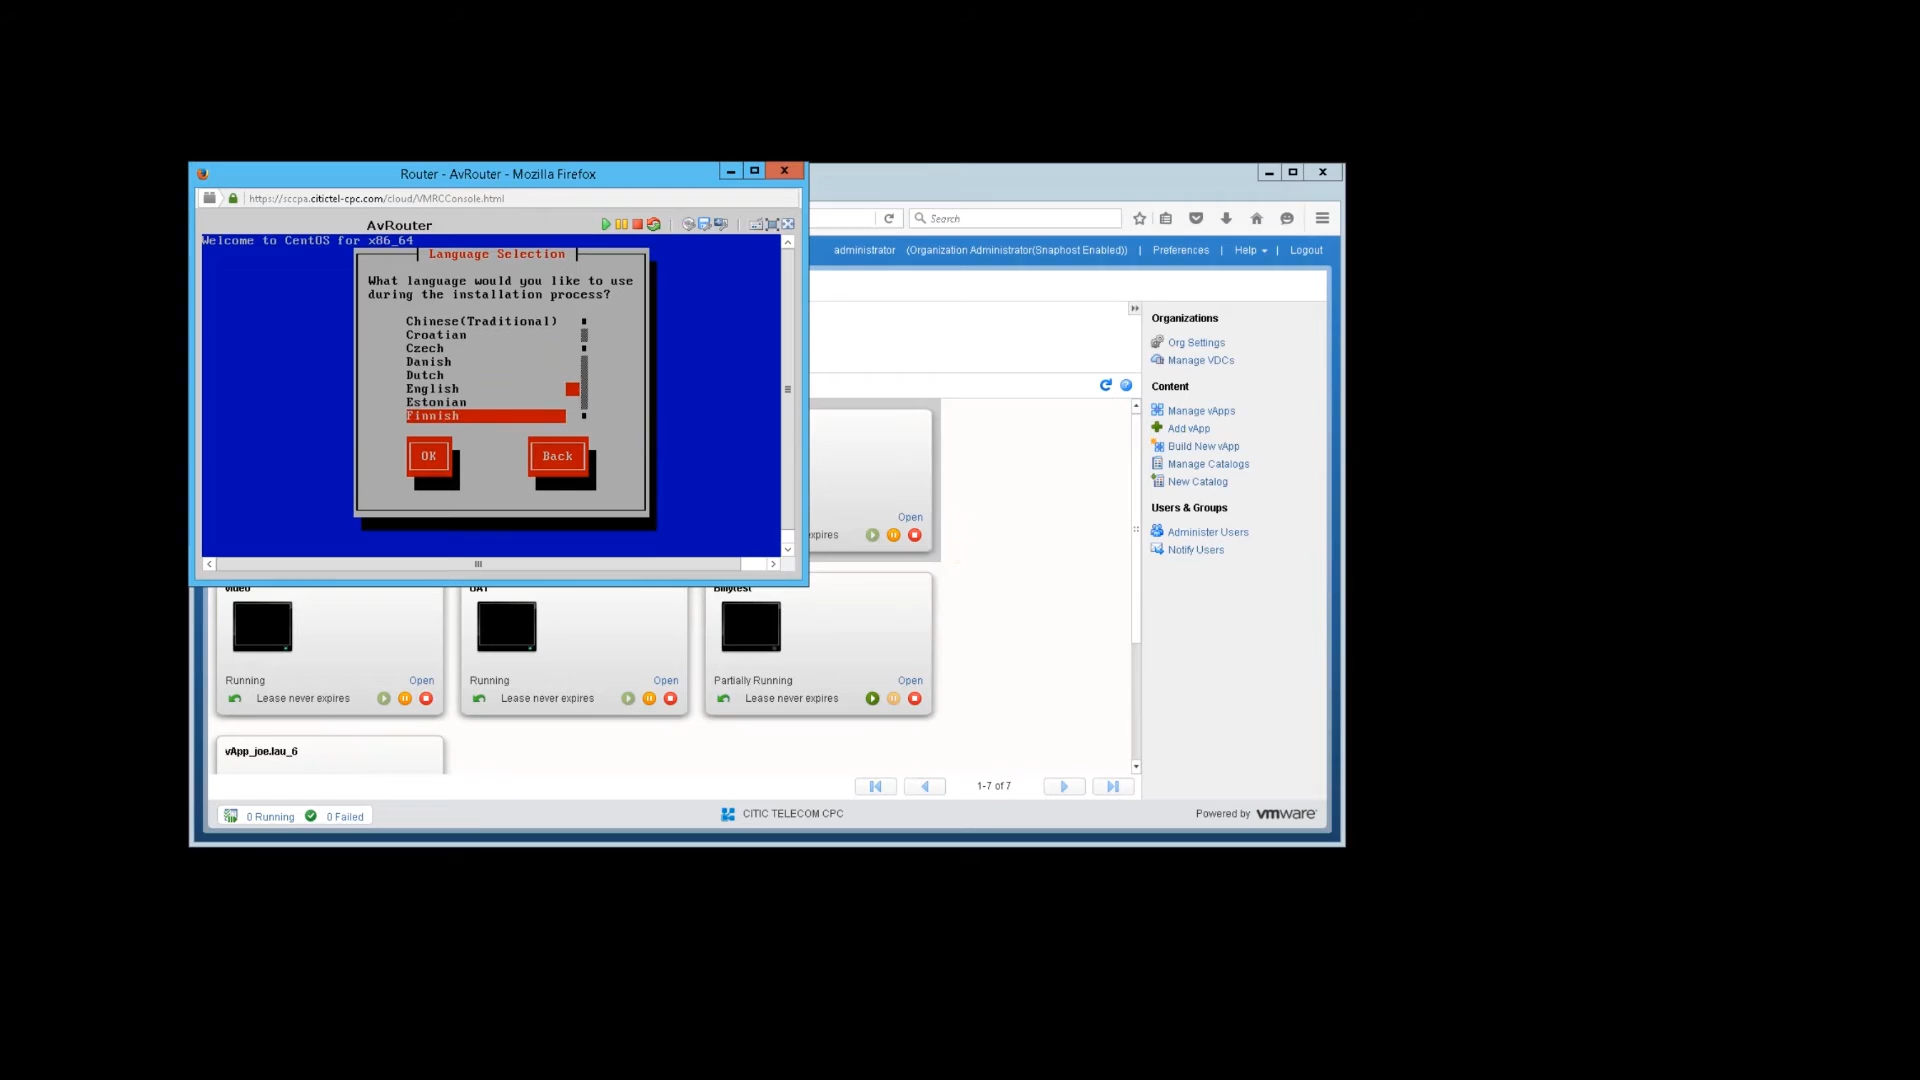 Router - AvRouter - Mozilla Firefox
https://sccpa.citictel-cpc.com/cloud/VMRCConsole.html
AvRouter
Welcome to CentOS for x86_64
Language Selection
What language would you like to use
during the installation process?
Chinese(Traditional)
Croatian
Czech
Danish
Dutch
English
Estonian
Finnish
OK
Back
Search
administrator (Organization Administrator(Snaphost Enabled)) | Preferences | Help | Logout
Organizations
Org Settings
Manage VDCs
Content
Manage vApps
Add vApp
Build New vApp
Manage Catalogs
New Catalog
Users & Groups
Administer Users
Notify Users
Open
expires
Video
UAT
Billytest
Running
Open
Running
Open
Partially Running
Open
Lease never expires
Lease never expires
Lease never expires
vApp_joe.lau_6
1-7 of 7
0 Running
0 Failed
CITIC TELECOM CPC
Powered by vmware